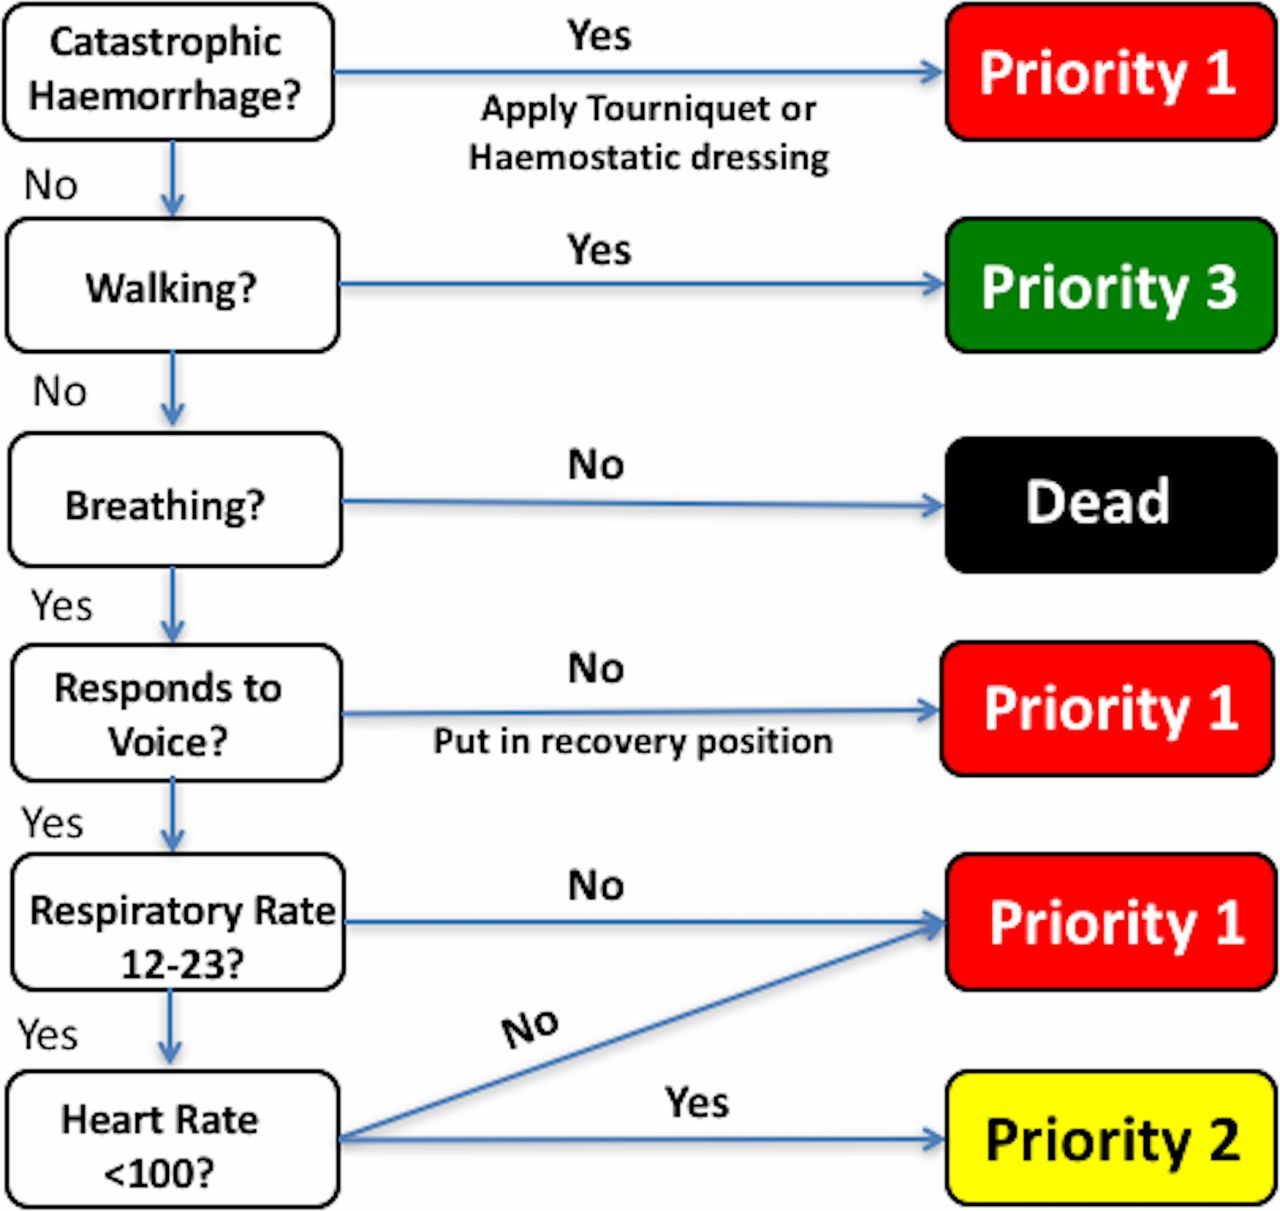 Catastrophic
Haemorrhage?
Yes
Apply Tourniquet or
Haemostatic dressing
Priority 1
No
Walking?
Yes
Priority 3
No
Breathing?
No
Dead
Yes
Responds to
Voice?
No
Put in recovery position
Priority 1
Yes
Respiratory Rate
12-23?
No
Priority 1
Yes
No
Heart Rate
<100?
Yes
Priority 2